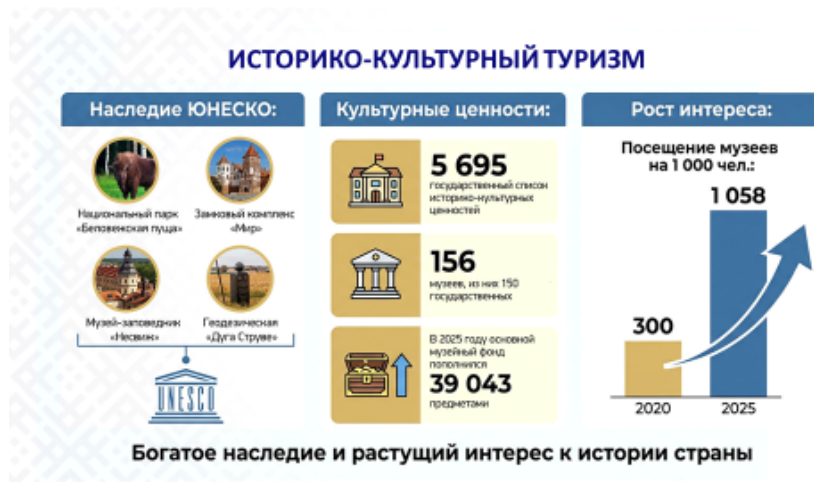 ИСТОРИКО-КУЛЬТУРНЫЙ ТУРИЗМ
Наследие ЮНЕСКО:
Национальный парк
«Беловежская пуща»
Замковый комплекс
«Мир»
Музей-заповедник
«Несвиж»
Геодезическая
«Дуга Струве»
UNESCO
Культурные ценности:
5 695
государственный список
историко-культурных
ценностей
156
музеев, из них 150
государственных
В 2025 году основной
музейный фонд
пополнился
39 043
предметами
Рост интереса:
Посещение музеев
на 1 000 чел.:
1 058
300
2020
2025
Богатое наследие и растущий интерес к истории страны